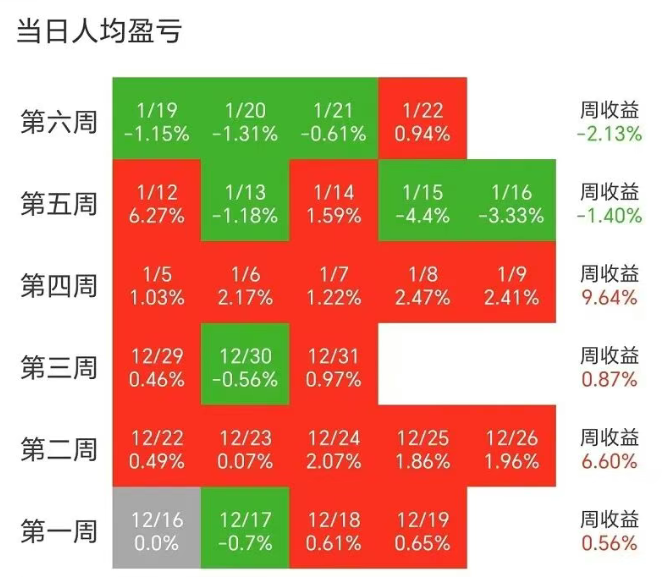 当日人均盈亏
第六周 1/19 1/20 1/21 1/22 周收益
-1.15% -1.31% -0.61% 0.94% -2.13%
第五周 1/12 1/13 1/14 1/15 1/16 周收益
6.27% -1.18% 1.59% -4.4% -3.33% -1.40%
第四周 1/5 1/6 1/7 1/8 1/9 周收益
1.03% 2.17% 1.22% 2.47% 2.41% 9.64%
第三周 12/29 12/30 12/31 周收益
0.46% -0.56% 0.97% 0.87%
第二周 12/22 12/23 12/24 12/25 12/26 周收益
0.49% 0.07% 2.07% 1.86% 1.96% 6.60%
第一周 12/16 12/17 12/18 12/19 周收益
0.0% -0.7% 0.61% 0.65% 0.56%